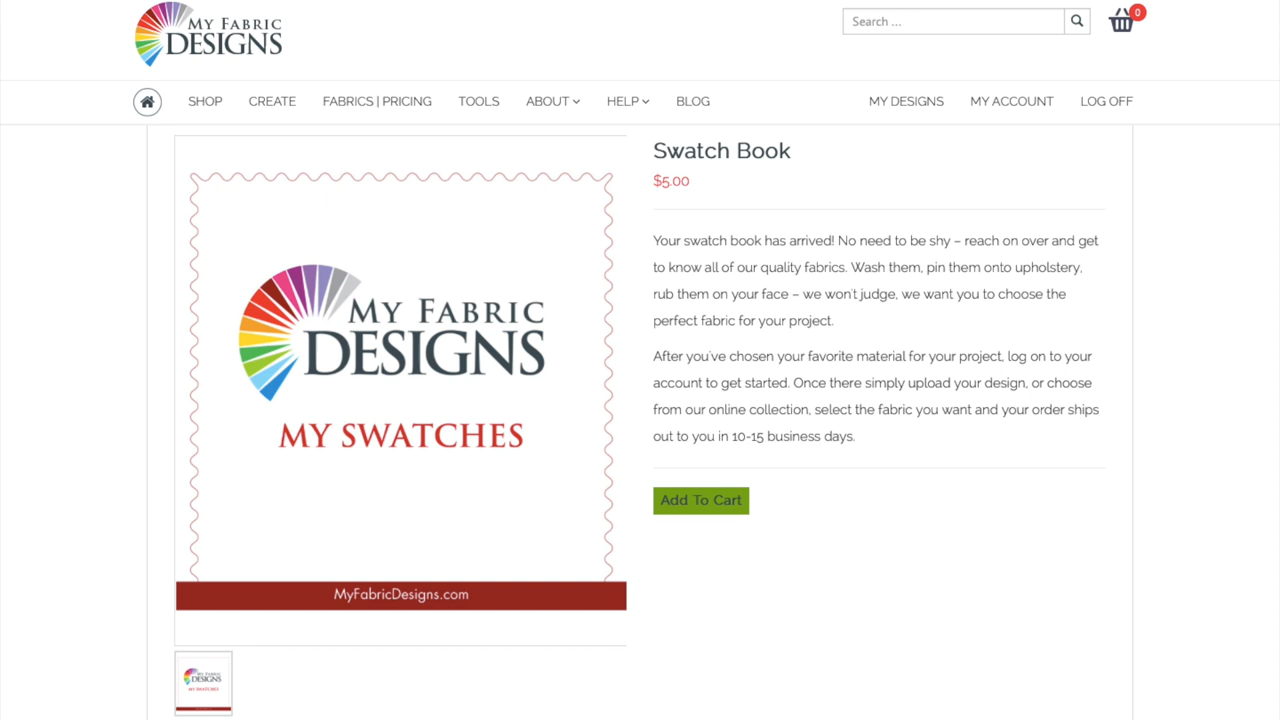 MY FABRIC
DESIGNS
Search ...
0
SHOP CREATE FABRICS | PRICING TOOLS ABOUT HELP BLOG MY DESIGNS MY ACCOUNT LOG OFF
MY FABRIC
DESIGNS
MY SWATCHES
MyFabricDesigns.com
Swatch Book
$5.00
Your swatch book has arrived! No need to be shy – reach on over and get
to know all of our quality fabrics. Wash them, pin them onto upholstery,
rub them on your face – we won't judge, we want you to choose the
perfect fabric for your project.
After you've chosen your favorite material for your project, log on to your
account to get started. Once there simply upload your design, or choose
from our online collection, select the fabric you want and your order ships
out to you in 10-15 business days.
Add To Cart
MY FABRIC
DESIGNS
MY SWATCHES